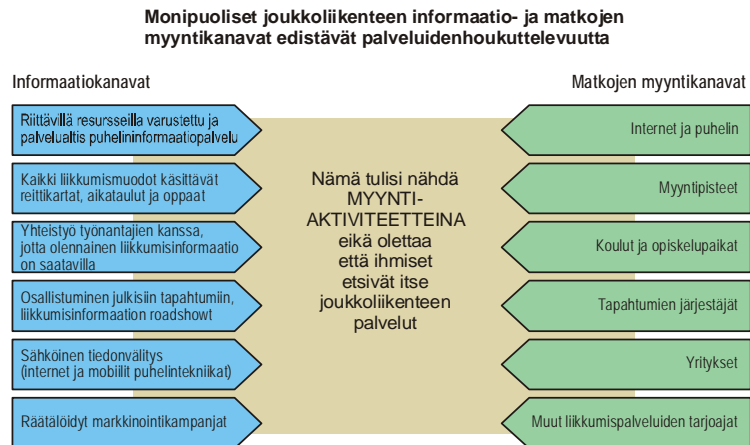 Monipuoliset joukkoliikenteen informaatio- ja matkojen
myyntikanavat edistävät palveluidenhoukuttelevuutta
Informaatiokanavat
Matkojen myyntikanavat
Riittävillä resursseilla varustettu ja
palvelualtis puhelininformaatiopalvelu
Kaikki liikkumismuodot käsittävät
reittikartat, aikataulut ja oppaat
Yhteistyö työnantajien kanssa,
jotta olennainen liikkumisinformaatio
on saatavilla
Osallistuminen julkisiin tapahtumiin,
liikkumisinformaation roadshowt
Sähköinen tiedonvälitys
(internet ja mobiilit puhelintekniikat)
Räätälöidyt markkinointikampanjat
Nämä tulisi nähdä
MYYNTI-
AKTIVITEETTEINA
eikä olettaa
että ihmiset
etsivät itse
joukkoliikenteen
palvelut
Internet ja puhelin
Myyntipisteet
Koulut ja opiskelupaikat
Tapahtumien järjestäjät
Yritykset
Muut liikkumispalveluiden tarjoajat